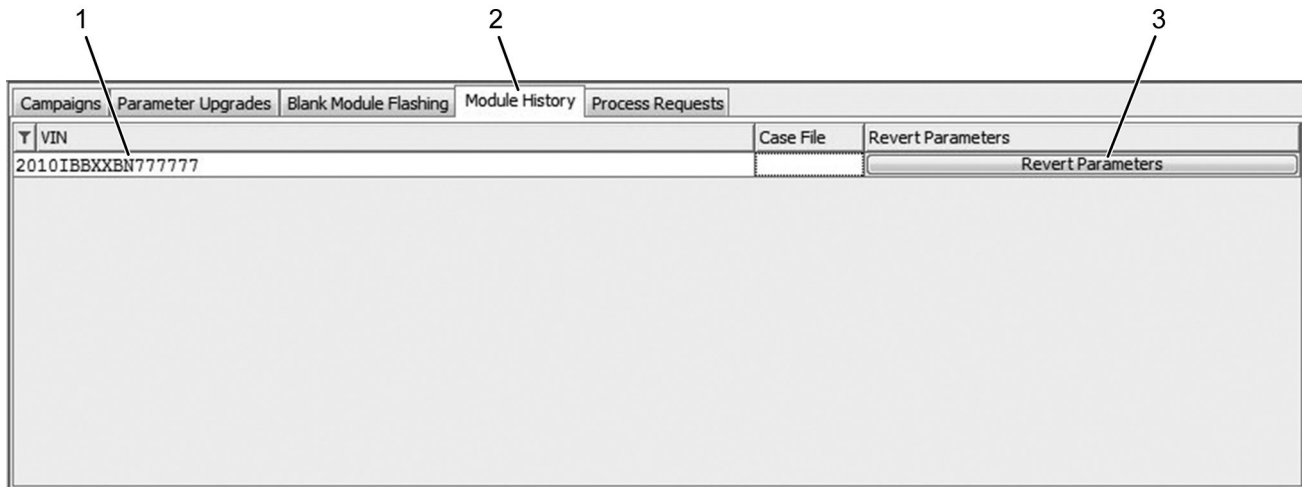 1 2 3
Campaigns Parameter Upgrades Blank Module Flashing Module History Process Requests
VIN Case File Revert Parameters
2010IBBXXBN777777 Revert Parameters